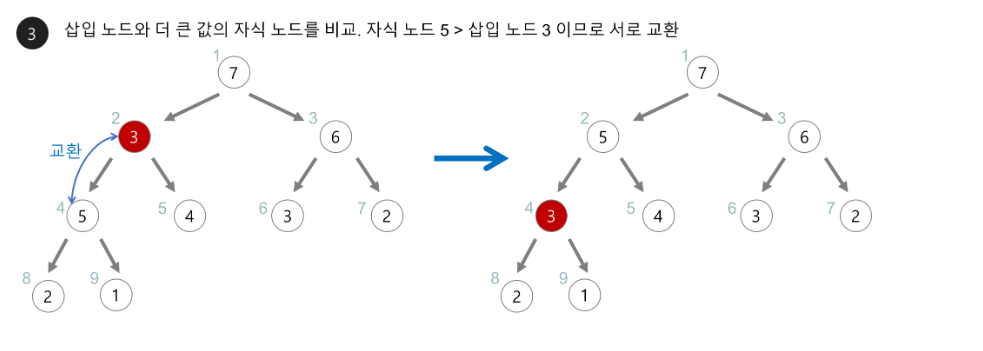 3 삽입 노드와 더 큰 값의 자식 노드를 비교. 자식 노드 5 > 삽입 노드 3 이므로 서로 교환
1 7 1 7
2 3 3 6 2 5 3 6
교환
4 5 5 4 6 3 7 2 4 3 5 4 6 3 7 2
8 2 9 1 8 2 9 1